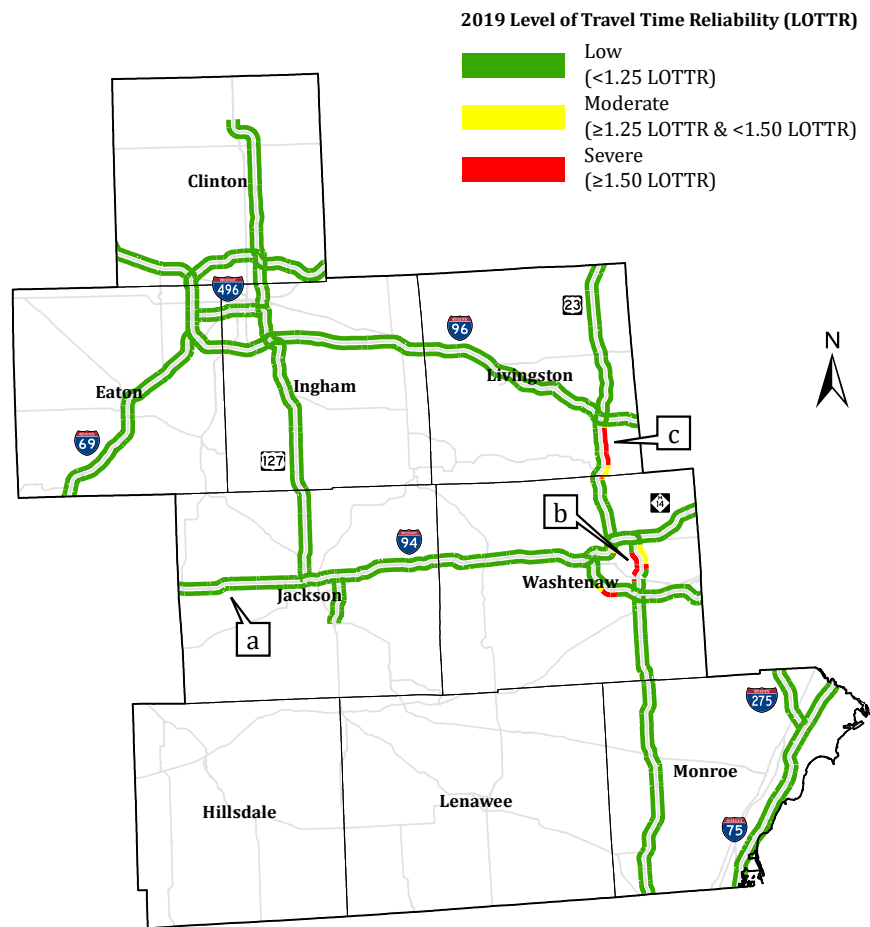 2019 Level of Travel Time Reliability (LOTTR)
Low
(<1.25 LOTTR)
Moderate
(≥1.25 LOTTR & <1.50 LOTTR)
Severe
(≥1.50 LOTTR)
Clinton
496
23
96
N
Livingston
Eaton
Ingham
69
127
c
M
14
b
94
Washtenaw
Jackson
a
275
Monroe
Hillsdale
Lenawee
75